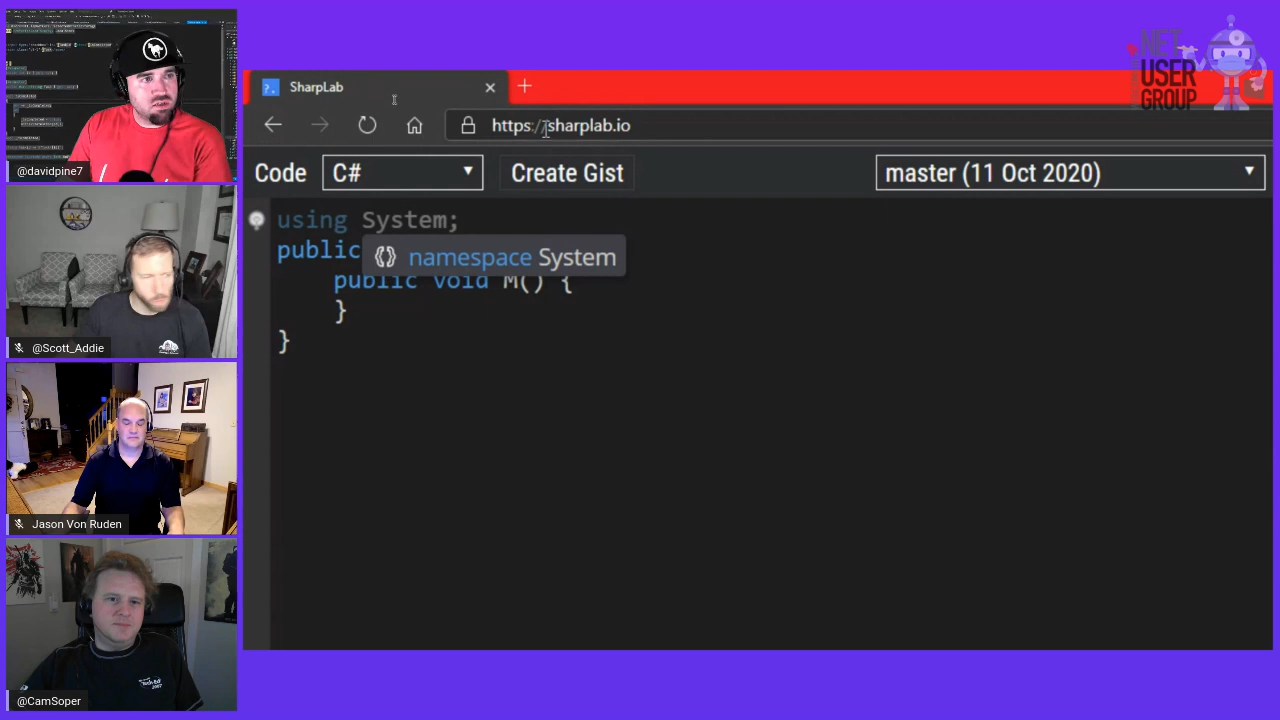 @davidpine7
@Scott_Addie
Jason Von Ruden
@CamSoper
.NET
USER
GROUP
SharpLab
https://sharplab.io
Code C# Create Gist master (11 Oct 2020)
using System;
public
namespace System
public void M() {
}
}